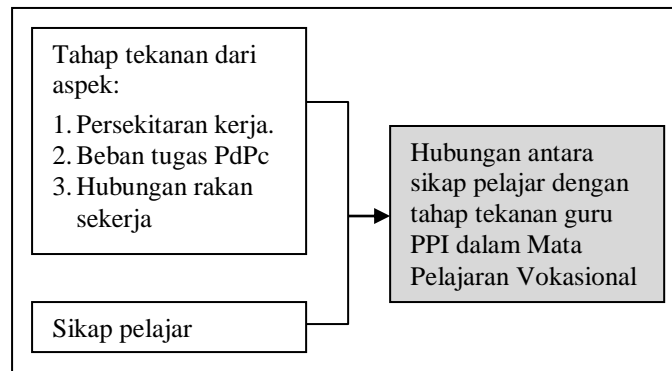 Tahap tekanan dari
aspek:
1. Persekitaran kerja.
2. Beban tugas PdPc
3. Hubungan rakan
sekerja
Sikap pelajar
Hubungan antara
sikap pelajar dengan
tahap tekanan guru
PPI dalam Mata
Pelajaran Vokasional